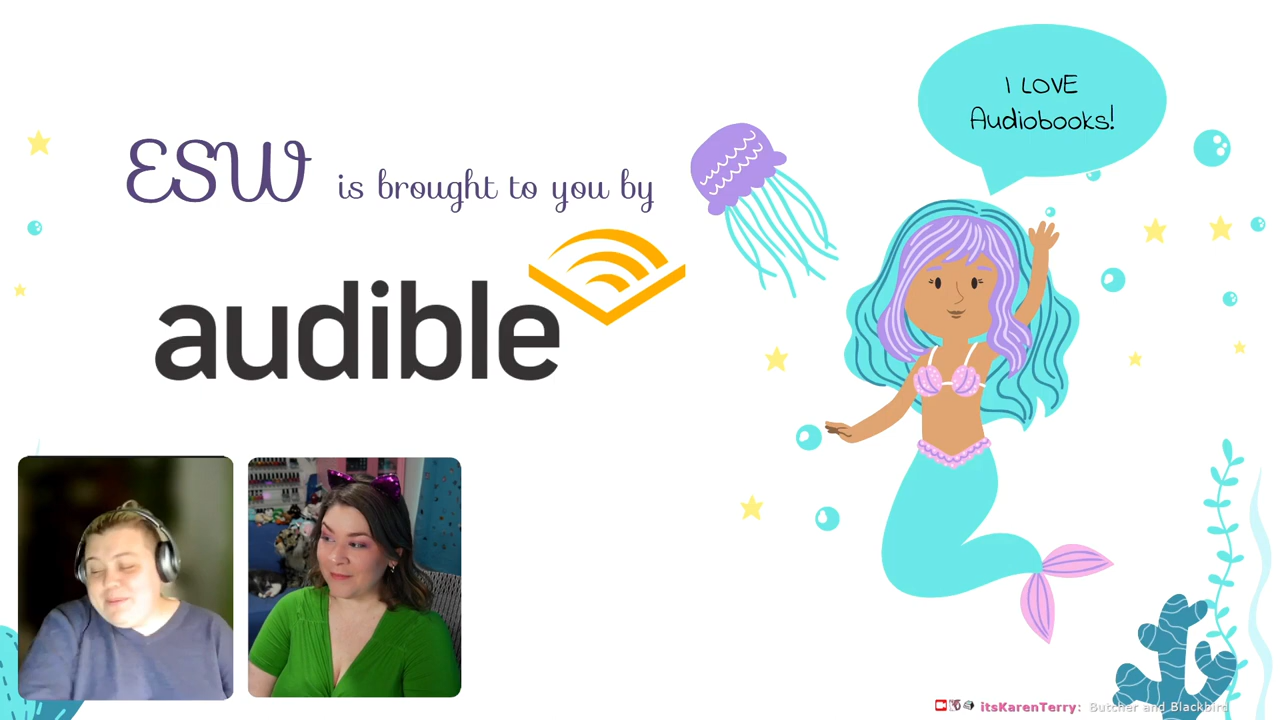 I LOVE
Audiobooks!
ESW is brought to you by
audible
itsKarenTerry: Butcher and Blackbird